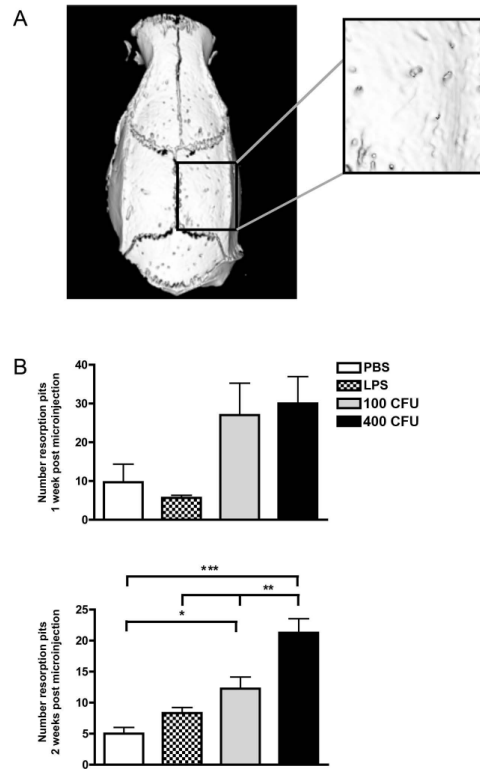 A
B
PBS
LPS
100 CFU
400 CFU
Number resorption pits
1 week post microinjection
40
30
20
10
0
Number resorption pits
2 weeks post microinjection
25
20
15
10
5
0
***
**
*